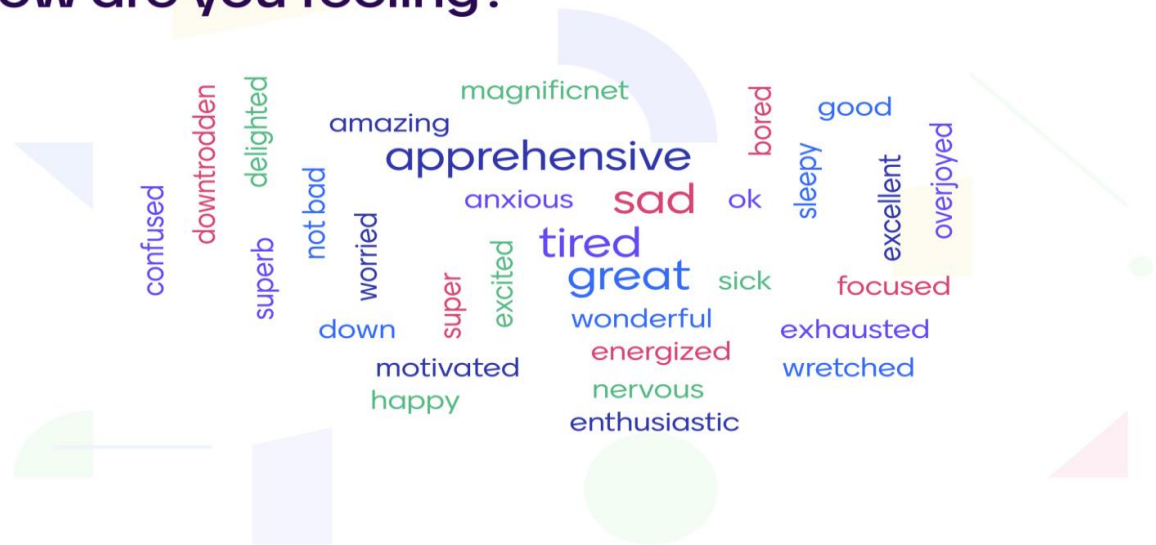 ow are you feeling?
magnificnet
amazing
apprehensive
bored
good
downtrodden
delighted
anxious
sad
ok
sleepy
excellent
overjoyed
confused
not bad
worried
superb
tired
great
sick
focused
super
excited
down
wonderful
exhausted
energized
motivated
wretched
happy
nervous
enthusiastic